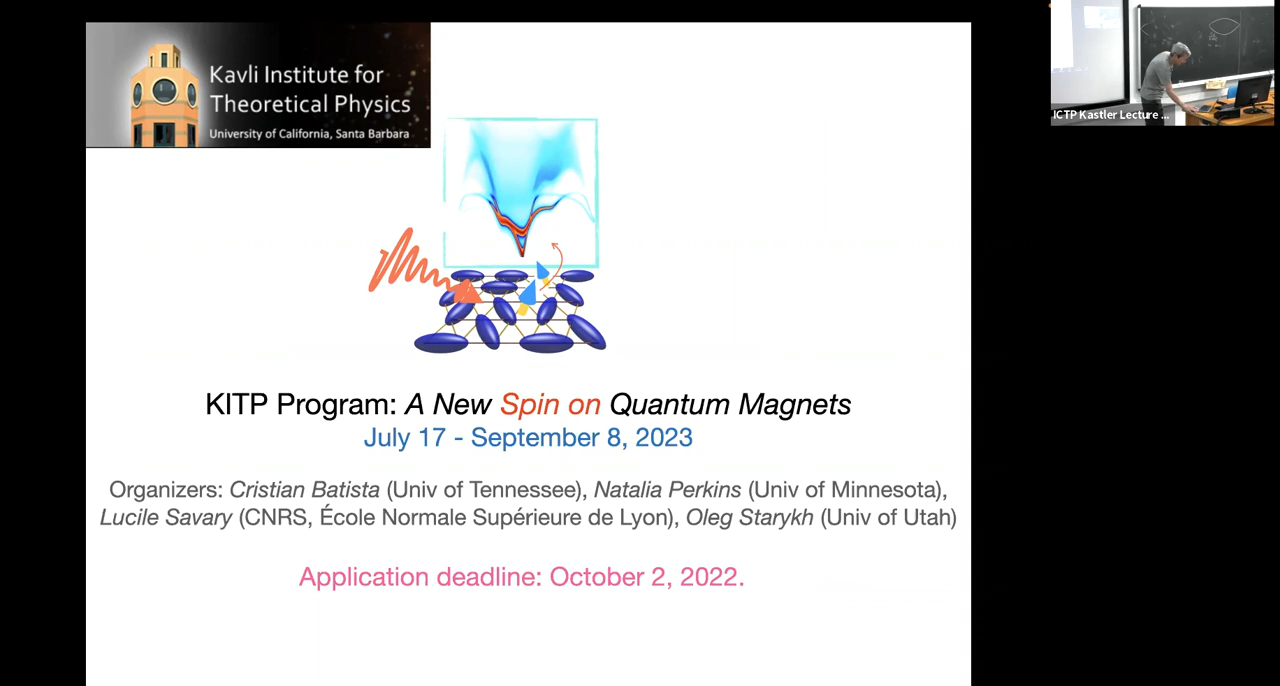 Kavli Institute for
Theoretical Physics
University of California, Santa Barbara
ICTP Kastler Lecture ...
KITP Program: A New Spin on Quantum Magnets
July 17 - September 8, 2023
Organizers: Cristian Batista (Univ of Tennessee), Natalia Perkins (Univ of Minnesota),
Lucile Savary (CNRS, École Normale Supérieure de Lyon), Oleg Starykh (Univ of Utah)
Application deadline: October 2, 2022.